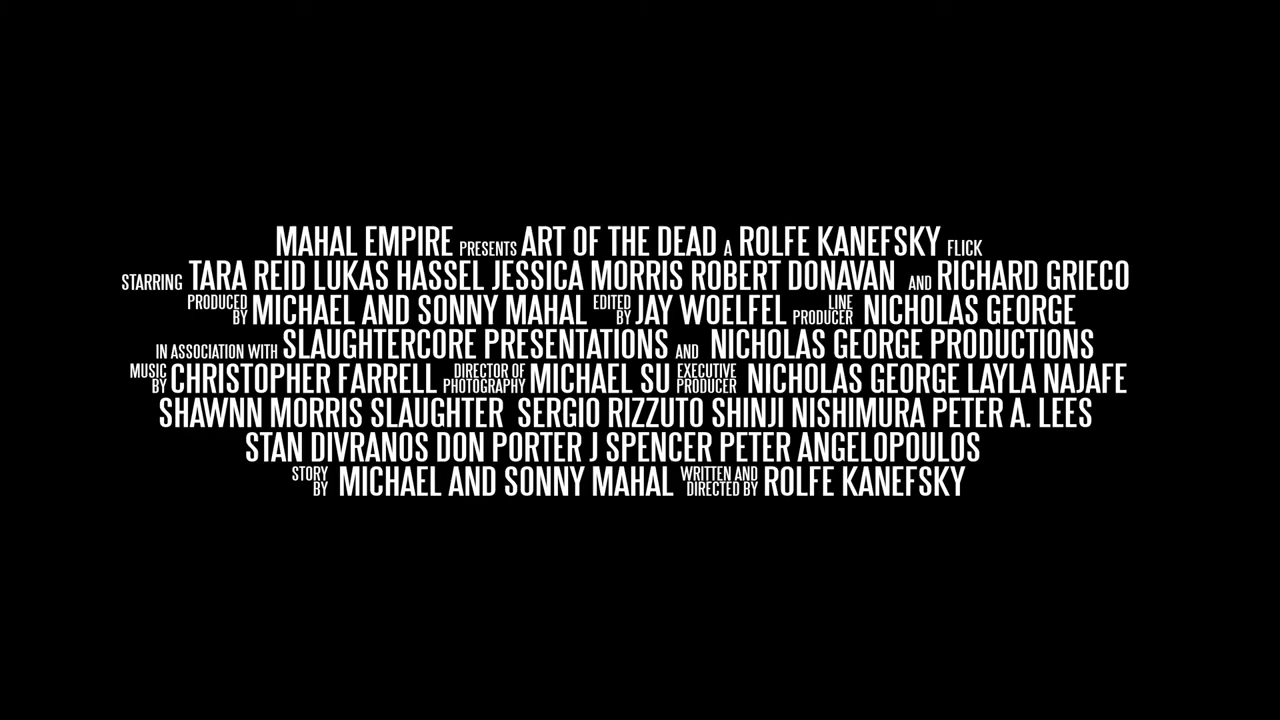 MAHAL EMPIRE PRESENTS ART OF THE DEAD A ROLFE KANEFSKY FLICK
STARRING TARA REID LUKAS HASSEL JESSICA MORRIS ROBERT DONAVAN AND RICHARD GRIECO
PRODUCED BY MICHAEL AND SONNY MAHAL EDITED BY JAY WOELFEL LINE PRODUCER NICHOLAS GEORGE
IN ASSOCIATION WITH SLAUGHTERCORE PRESENTATIONS AND NICHOLAS GEORGE PRODUCTIONS
MUSIC BY CHRISTOPHER FARRELL DIRECTOR OF PHOTOGRAPHY MICHAEL SU EXECUTIVE PRODUCER NICHOLAS GEORGE LAYLA NAJAFE
SHAWNN MORRIS SLAUGHTER SERGIO RIZZUTO SHINJI NISHIMURA PETER A. LEES
STAN DIVRANOS DON PORTER J SPENCER PETER ANGELOPOULOS
STORY BY MICHAEL AND SONNY MAHAL WRITTEN AND DIRECTED BY ROLFE KANEFSKY